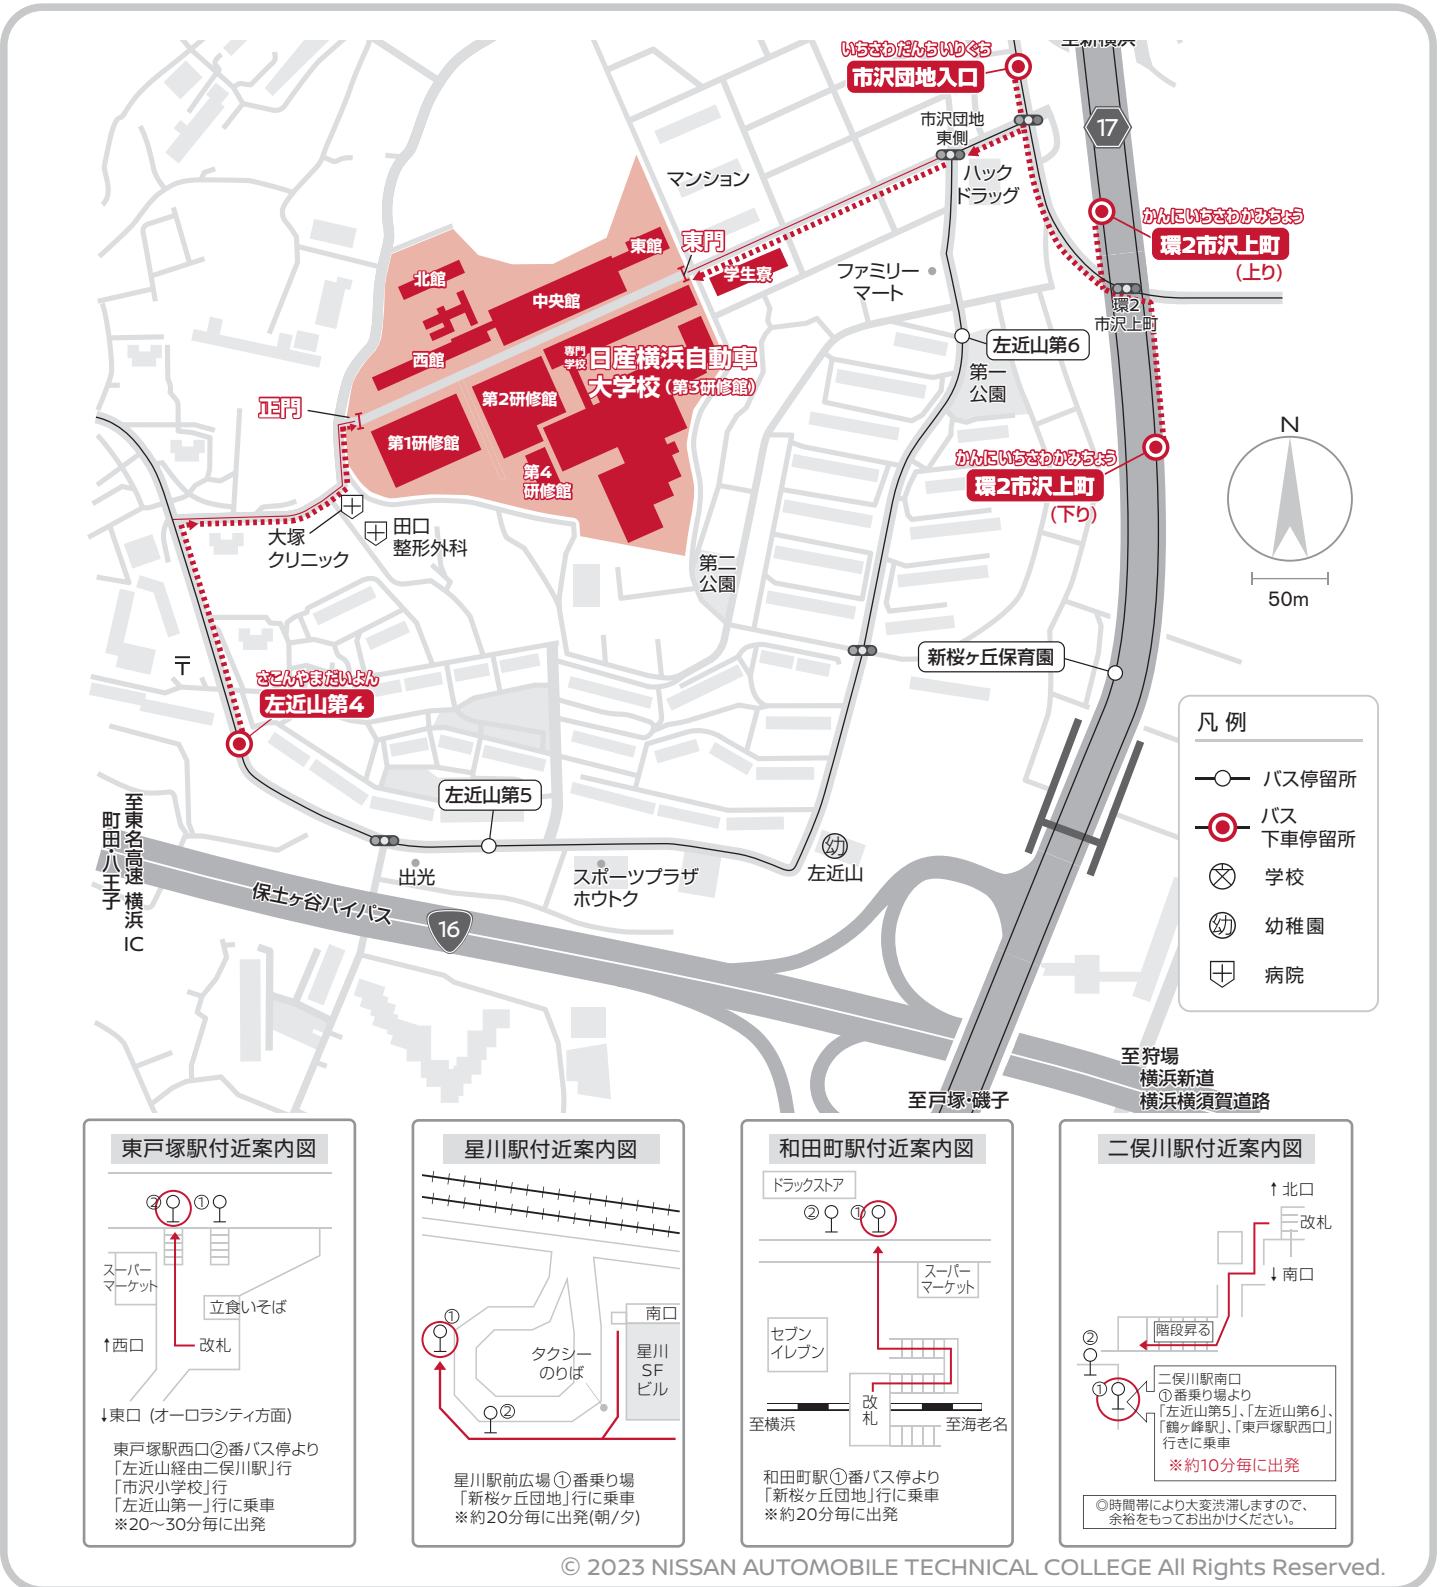 至新横浜
いちさわだんちいりぐち
市沢団地入口
17
市沢団地
東側
ハック
ドラッグ
マンション
かんにいちさわかみちょう
環2市沢上町
(上り)
東館
東門
学生寮
北館
中央館
ファミリー
マート
環2
市沢上町
西館
専門
学校
日産横浜自動車
大学校(第3研修館)
左近山第6
第一
公園
正門
第2研修館
第1研修館
第4
研修館
かんにいちさわかみちょう
環2市沢上町
(下り)
N
50m
大塚
クリニック
田口
整形外科
第二
公園
〒
さこんやまだいよん
左近山第4
新桜ヶ丘保育園
左近山第5
至東名高速 横浜IC
町田・八王子
出光
スポーツプラザ
ホウトク
幼
左近山
保土ヶ谷バイパス
16
凡例
バス停留所
バス
下車停留所
文
学校
幼
幼稚園
病院
至狩場
横浜新道
横浜横須賀道路
至戸塚・磯子
東戸塚駅付近案内図
② ①
スーパー
マーケット
立食いそば
↑西口
改札
↓東口 (オーロラシティ方面)
東戸塚駅西口②番バス停より
「左近山経由二俣川駅」行
「市沢小学校」行
「左近山第一」行に乗車
※20〜30分毎に出発
星川駅付近案内図
①
南口
タクシー
のりば
星川
SF
ビル
②
星川駅前広場①番乗り場
「新桜ヶ丘団地」行に乗車
※約20分毎に出発(朝/夕)
和田町駅付近案内図
ドラックストア
② ①
スーパー
マーケット
セブン
イレブン
改札
至横浜
至海老名
和田町駅①番バス停より
「新桜ヶ丘団地」行に乗車
※約20分毎に出発
二俣川駅付近案内図
↑北口
改札
↓南口
階段昇る
②
①
二俣川駅南口
①番乗り場より
「左近山第5」、「左近山第6」、
「鶴ヶ峰駅」、「東戸塚駅西口」
行きに乗車
※約10分毎に出発
◎時間帯により大変渋滞しますので、
余裕をもってお出かけください。
© 2023 NISSAN AUTOMOBILE TECHNICAL COLLEGE All Rights Reserved.